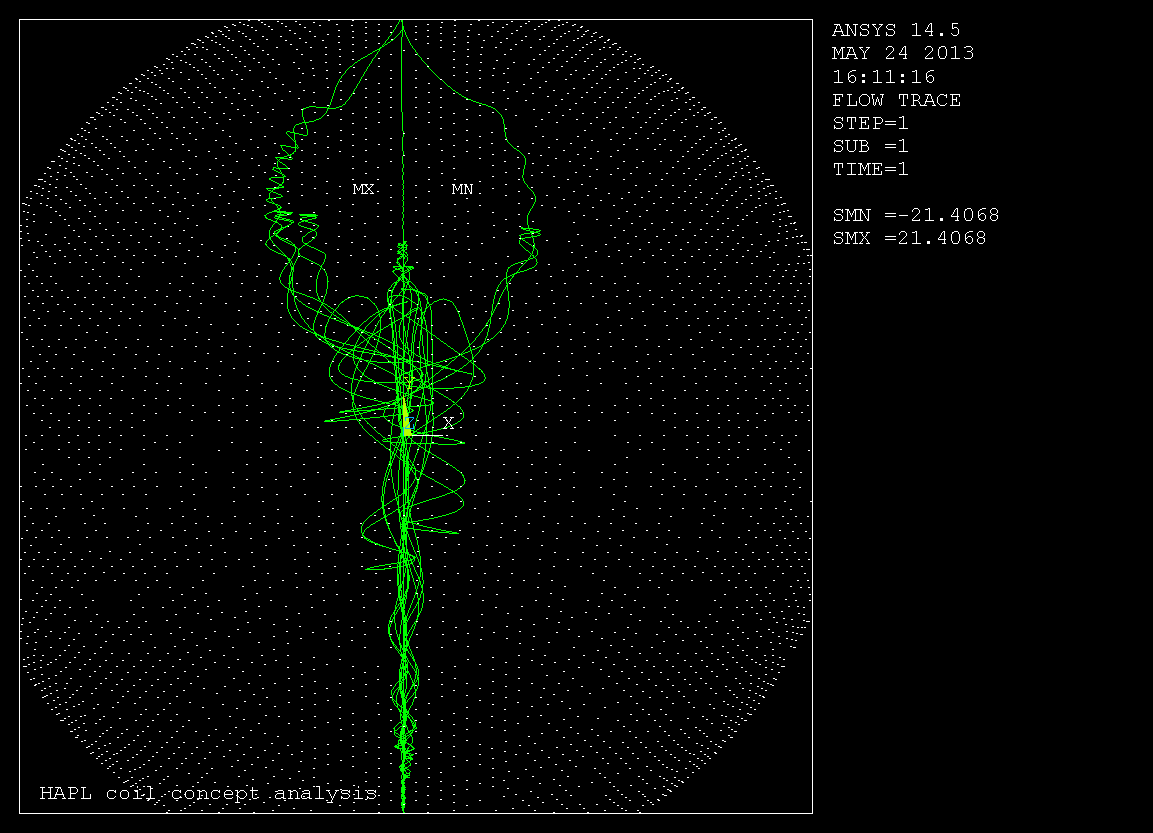 ANSYS 14.5
MAY 24 2013
16:11:16
FLOW TRACE
STEP=1
SUB =1
TIME=1
SMN =-21.4068
SMX =21.4068
MX
MN
X
HAPL coil concept analysis